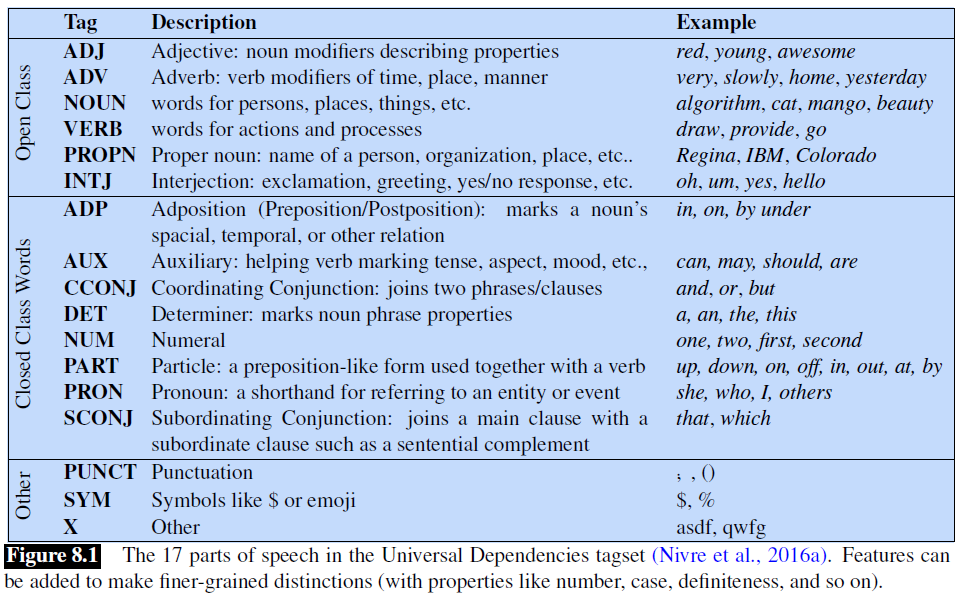 Tag Description Example
Open Class
ADJ Adjective: noun modifiers describing properties red, young, awesome
ADV Adverb: verb modifiers of time, place, manner very, slowly, home, yesterday
NOUN words for persons, places, things, etc. algorithm, cat, mango, beauty
VERB words for actions and processes draw, provide, go
PROPN Proper noun: name of a person, organization, place, etc.. Regina, IBM, Colorado
INTJ Interjection: exclamation, greeting, yes/no response, etc. oh, um, yes, hello
Closed Class Words
ADP Adposition (Preposition/Postposition): marks a noun's in, on, by under
spacial, temporal, or other relation
AUX Auxiliary: helping verb marking tense, aspect, mood, etc., can, may, should, are
CCONJ Coordinating Conjunction: joins two phrases/clauses and, or, but
DET Determiner: marks noun phrase properties a, an, the, this
NUM Numeral one, two, first, second
PART Particle: a preposition-like form used together with a verb up, down, on, off, in, out, at, by
PRON Pronoun: a shorthand for referring to an entity or event she, who, I, others
SCONJ Subordinating Conjunction: joins a main clause with a that, which
subordinate clause such as a sentential complement
Other
PUNCT Punctuation ; , ()
SYM Symbols like $ or emoji $, %
X Other asdf, qwfg
Figure 8.1 The 17 parts of speech in the Universal Dependencies tagset (Nivre et al., 2016a). Features can
be added to make finer-grained distinctions (with properties like number, case, definiteness, and so on).